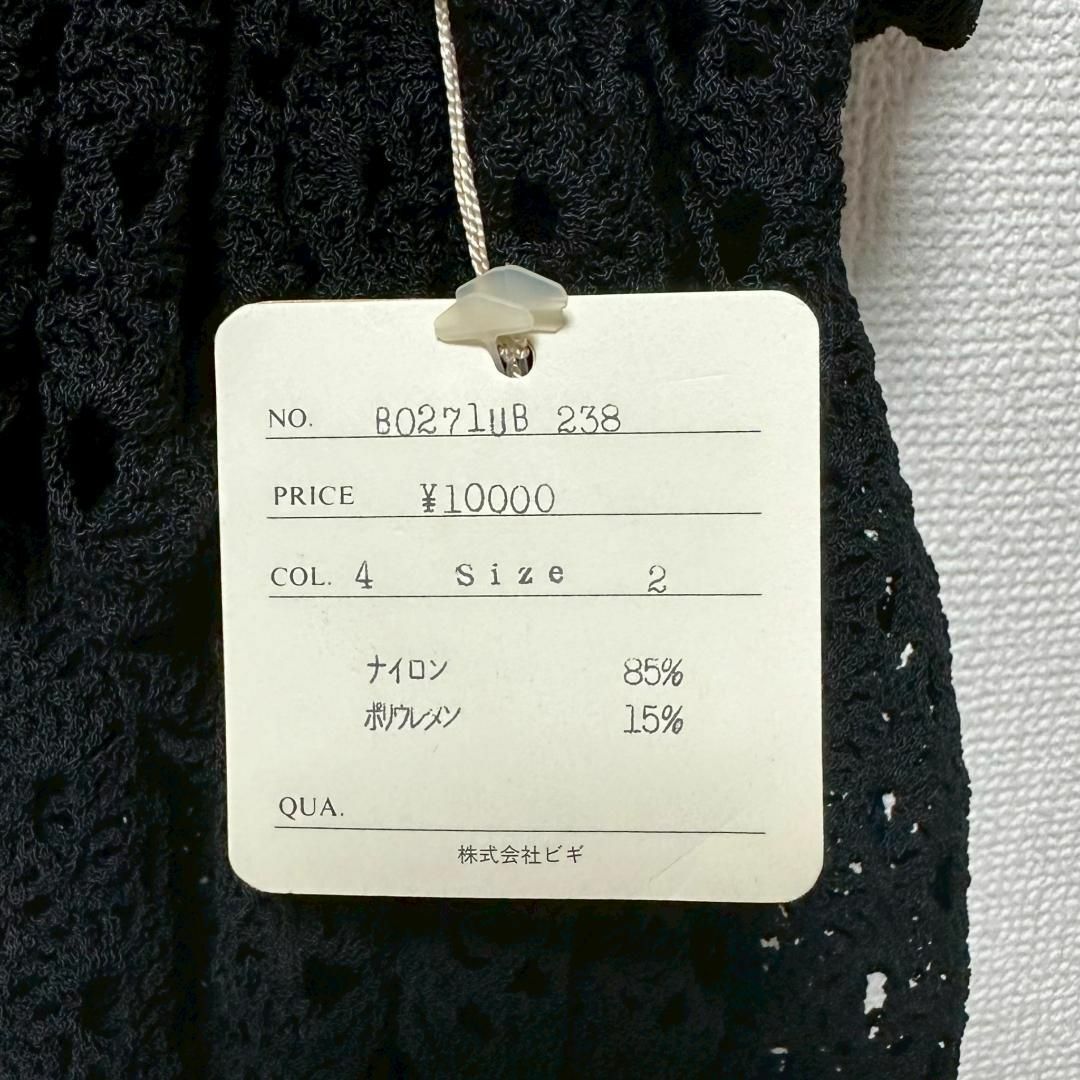 NO. B0271UB 238
PRICE ¥10000
COL. 4 Size 2
ナイロン 85%
ポリウレメン 15%
QUA.
株式会社ビギ